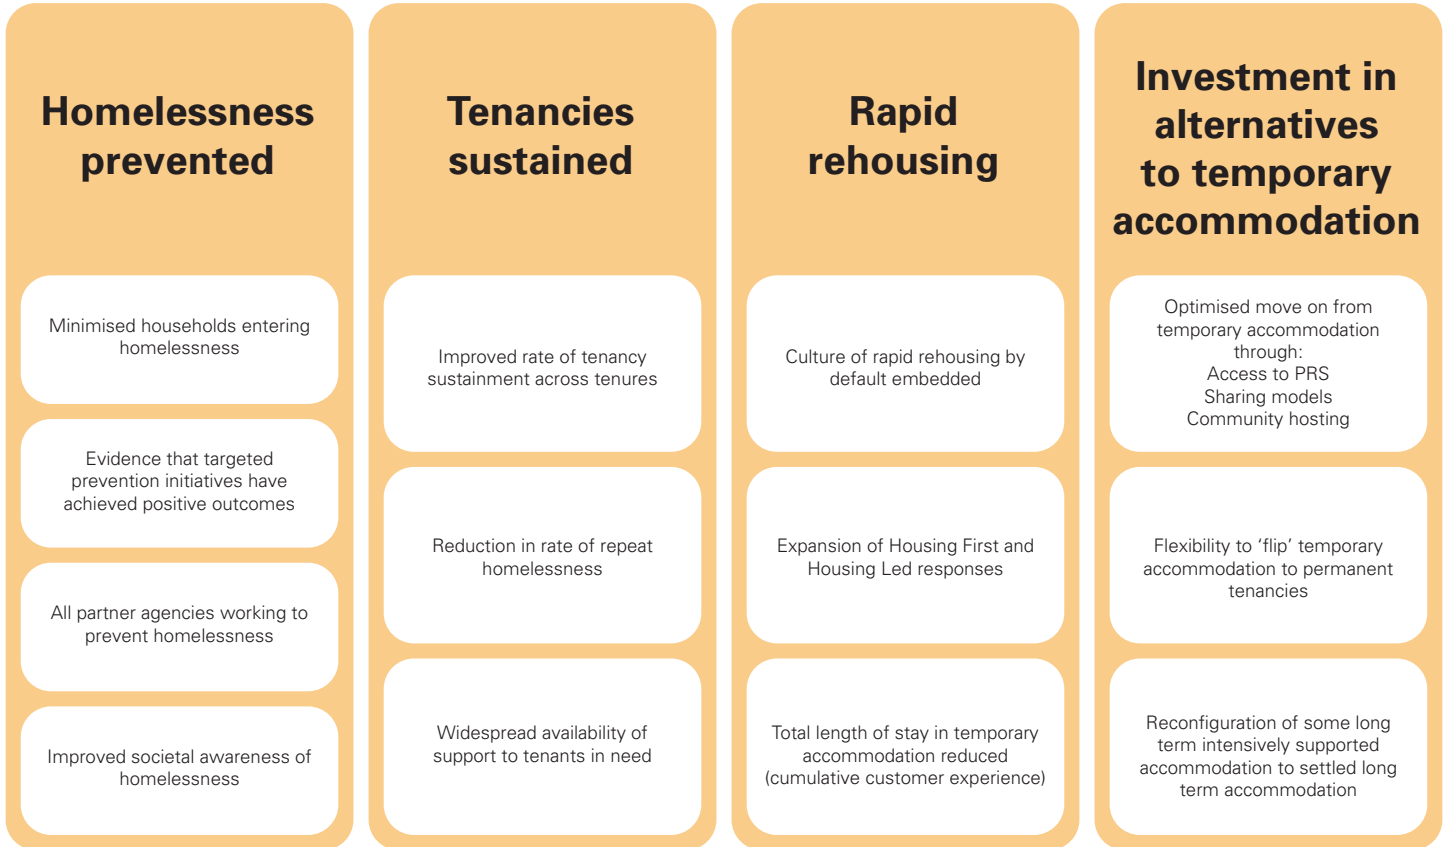 Homelessness
prevented
Minimised households entering
homelessness
Evidence that targeted
prevention initiatives have
achieved positive outcomes
All partner agencies working to
prevent homelessness
Improved societal awareness of
homelessness
Tenancies
sustained
Improved rate of tenancy
sustainment across tenures
Reduction in rate of repeat
homelessness
Widespread availability of
support to tenants in need
Rapid
rehousing
Culture of rapid rehousing by
default embedded
Expansion of Housing First and
Housing Led responses
Total length of stay in temporary
accommodation reduced
(cumulative customer experience)
Investment in
alternatives
to temporary
accommodation
Optimised move on from
temporary accommodation
through:
Access to PRS
Sharing models
Community hosting
Flexibility to ‘flip’ temporary
accommodation to permanent
tenancies
Reconfiguration of some long
term intensively supported
accommodation to settled long
term accommodation